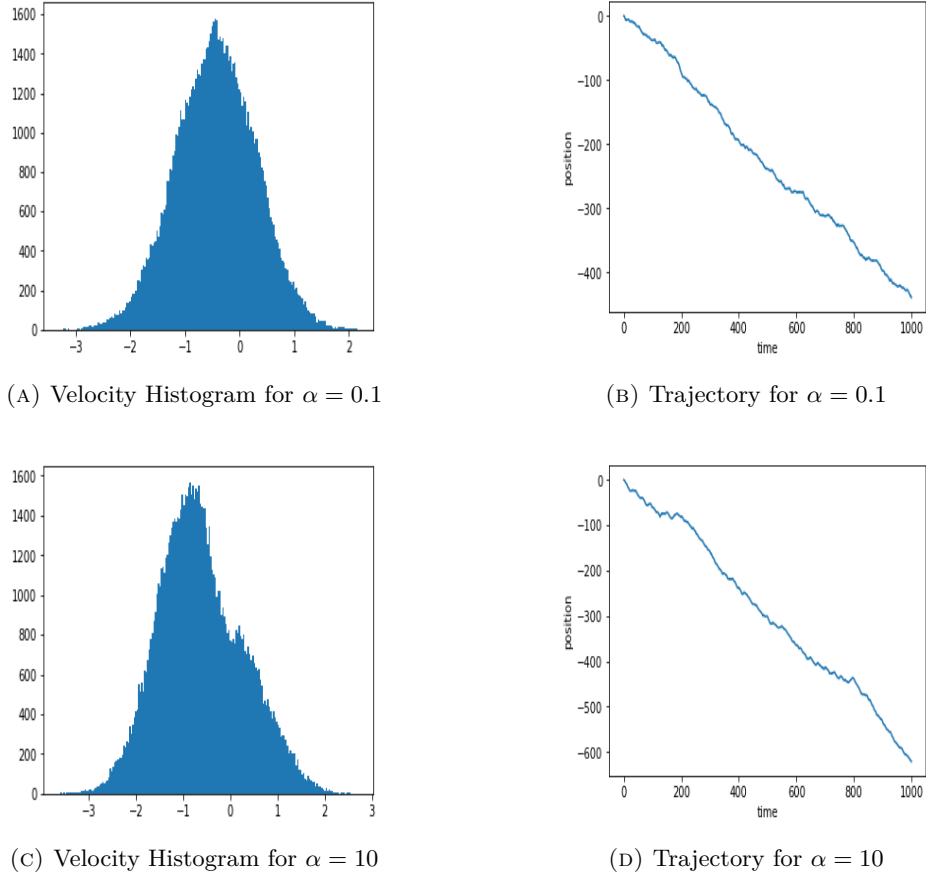 1600
1400
1200
1000
800
600
400
200
0
−3 −2 −1 0 1 2
−0
−100
−200
−300
−400
position
0 200 400 600 800 1000
time
(A) Velocity Histogram for α = 0.1
(B) Trajectory for α = 0.1
1600
1400
1200
1000
800
600
400
200
0
−3 −2 −1 0 1 2 3
0
−100
−200
−300
−400
−500
−600
position
0 200 400 600 800 1000
time
(C) Velocity Histogram for α = 10
(D) Trajectory for α = 10